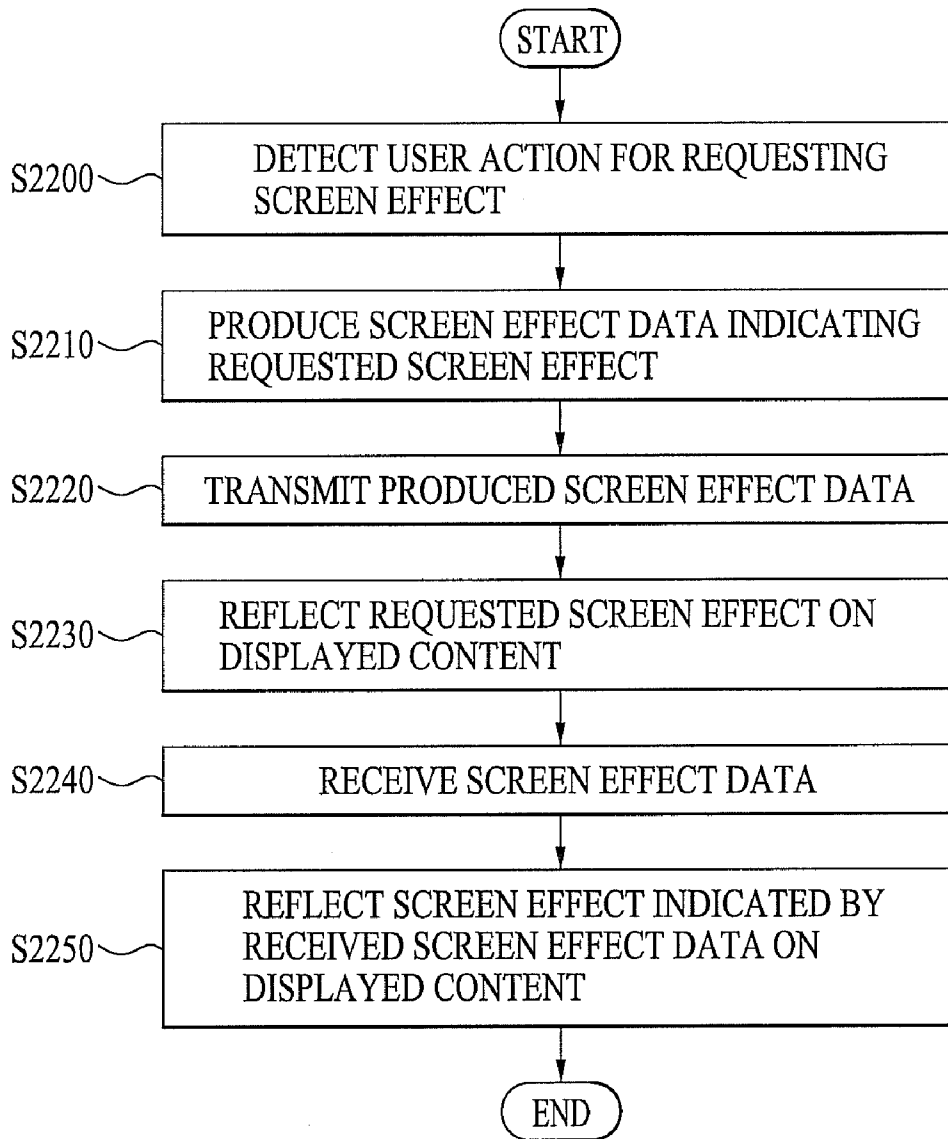 START
S2200
DETECT USER ACTION FOR REQUESTING
SCREEN EFFECT
S2210
PRODUCE SCREEN EFFECT DATA INDICATING
REQUESTED SCREEN EFFECT
S2220
TRANSMIT PRODUCED SCREEN EFFECT DATA
S2230
REFLECT REQUESTED SCREEN EFFECT ON
DISPLAYED CONTENT
S2240
RECEIVE SCREEN EFFECT DATA
S2250
REFLECT SCREEN EFFECT INDICATED BY
RECEIVED SCREEN EFFECT DATA ON
DISPLAYED CONTENT
END